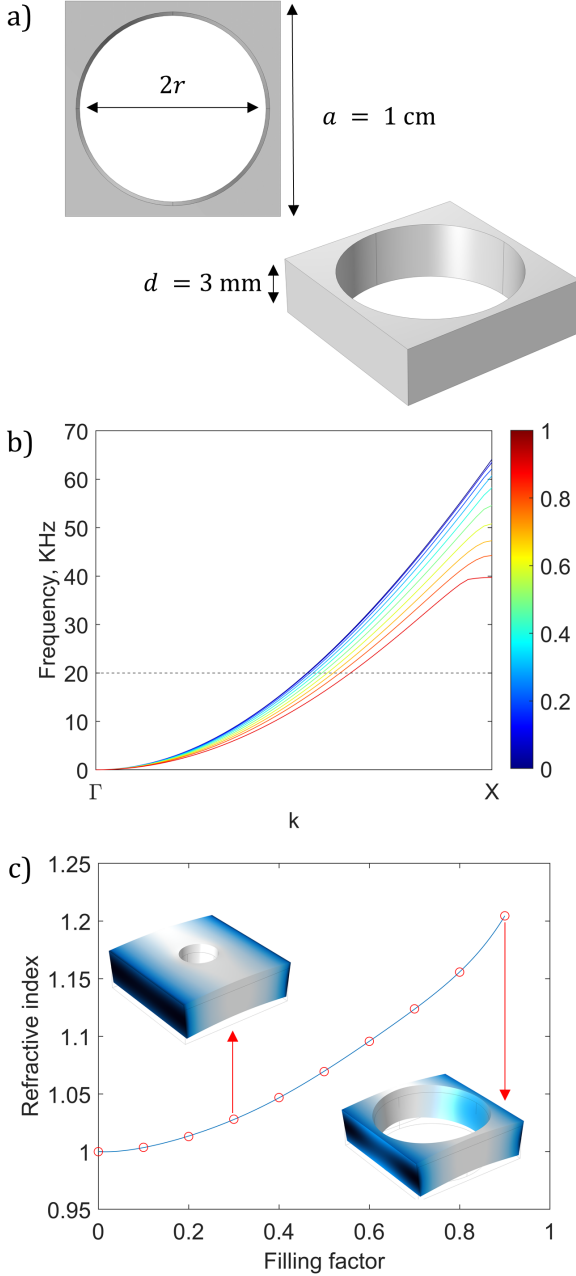 a)
2r
a = 1 cm
d = 3 mm
b)
Frequency, KHz
70
60
50
40
30
20
10
0
Γ
X
k
1
0.8
0.6
0.4
0.2
0
c)
Refractive index
1.25
1.2
1.15
1.1
1.05
1
0.95
0 0.2 0.4 0.6 0.8 1
Filling factor